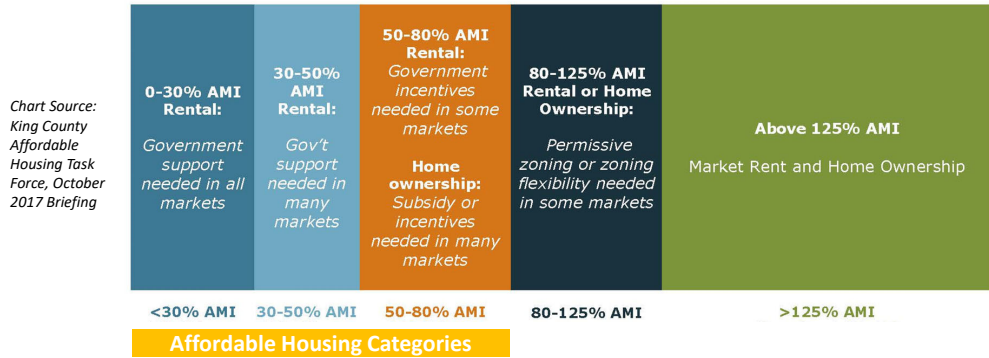 Chart Source:
King County
Affordable
Housing Task
Force, October
2017 Briefing
0-30% AMI
Rental:
Government
support
needed in all
markets
30-50%
AMI
Rental:
Gov't
support
needed in
many
markets
50-80% AMI
Rental:
Government
incentives
needed in some
markets
Home
ownership:
Subsidy or
incentives
needed in many
markets
80-125% AMI
Rental or Home
Ownership:
Permissive
zoning or zoning
flexibility needed
in some markets
Above 125% AMI
Market Rent and Home Ownership
<30% AMI
30-50% AMI
50-80% AMI
80-125% AMI
>125% AMI
Affordable Housing Categories